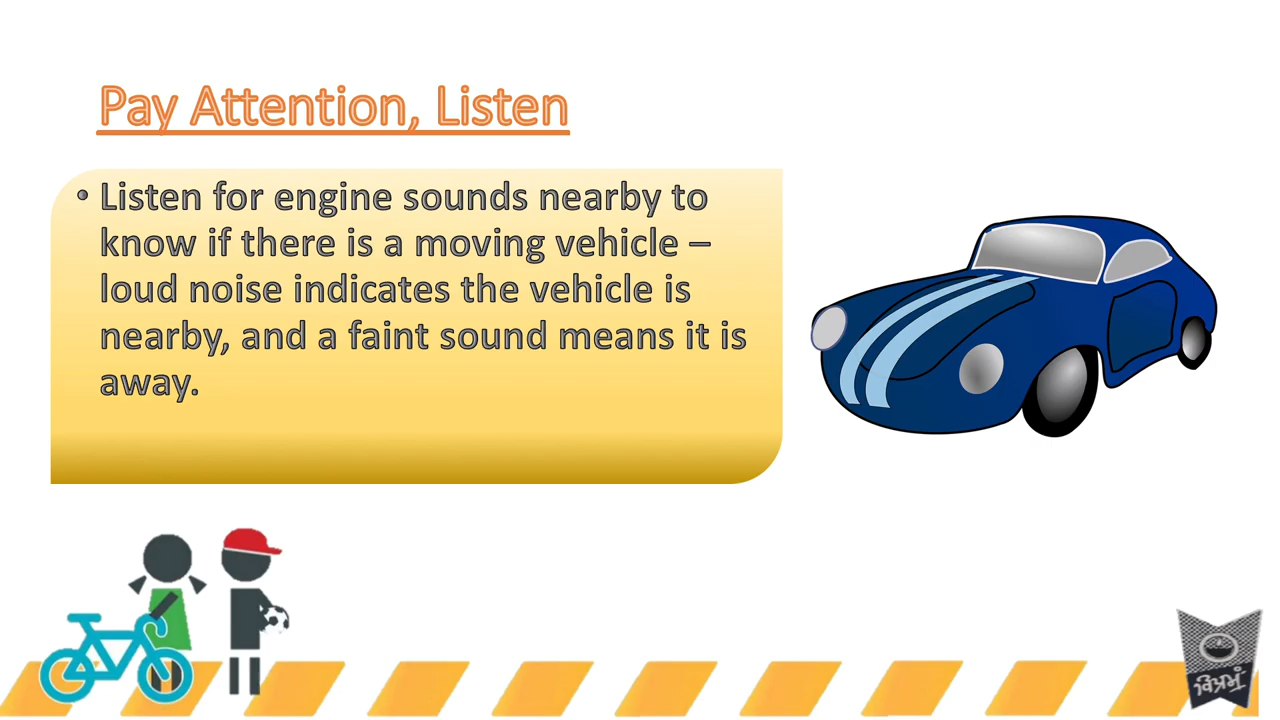 Pay Attention, Listen
• Listen for engine sounds nearby to
know if there is a moving vehicle –
loud noise indicates the vehicle is
nearby, and a faint sound means it is
away.